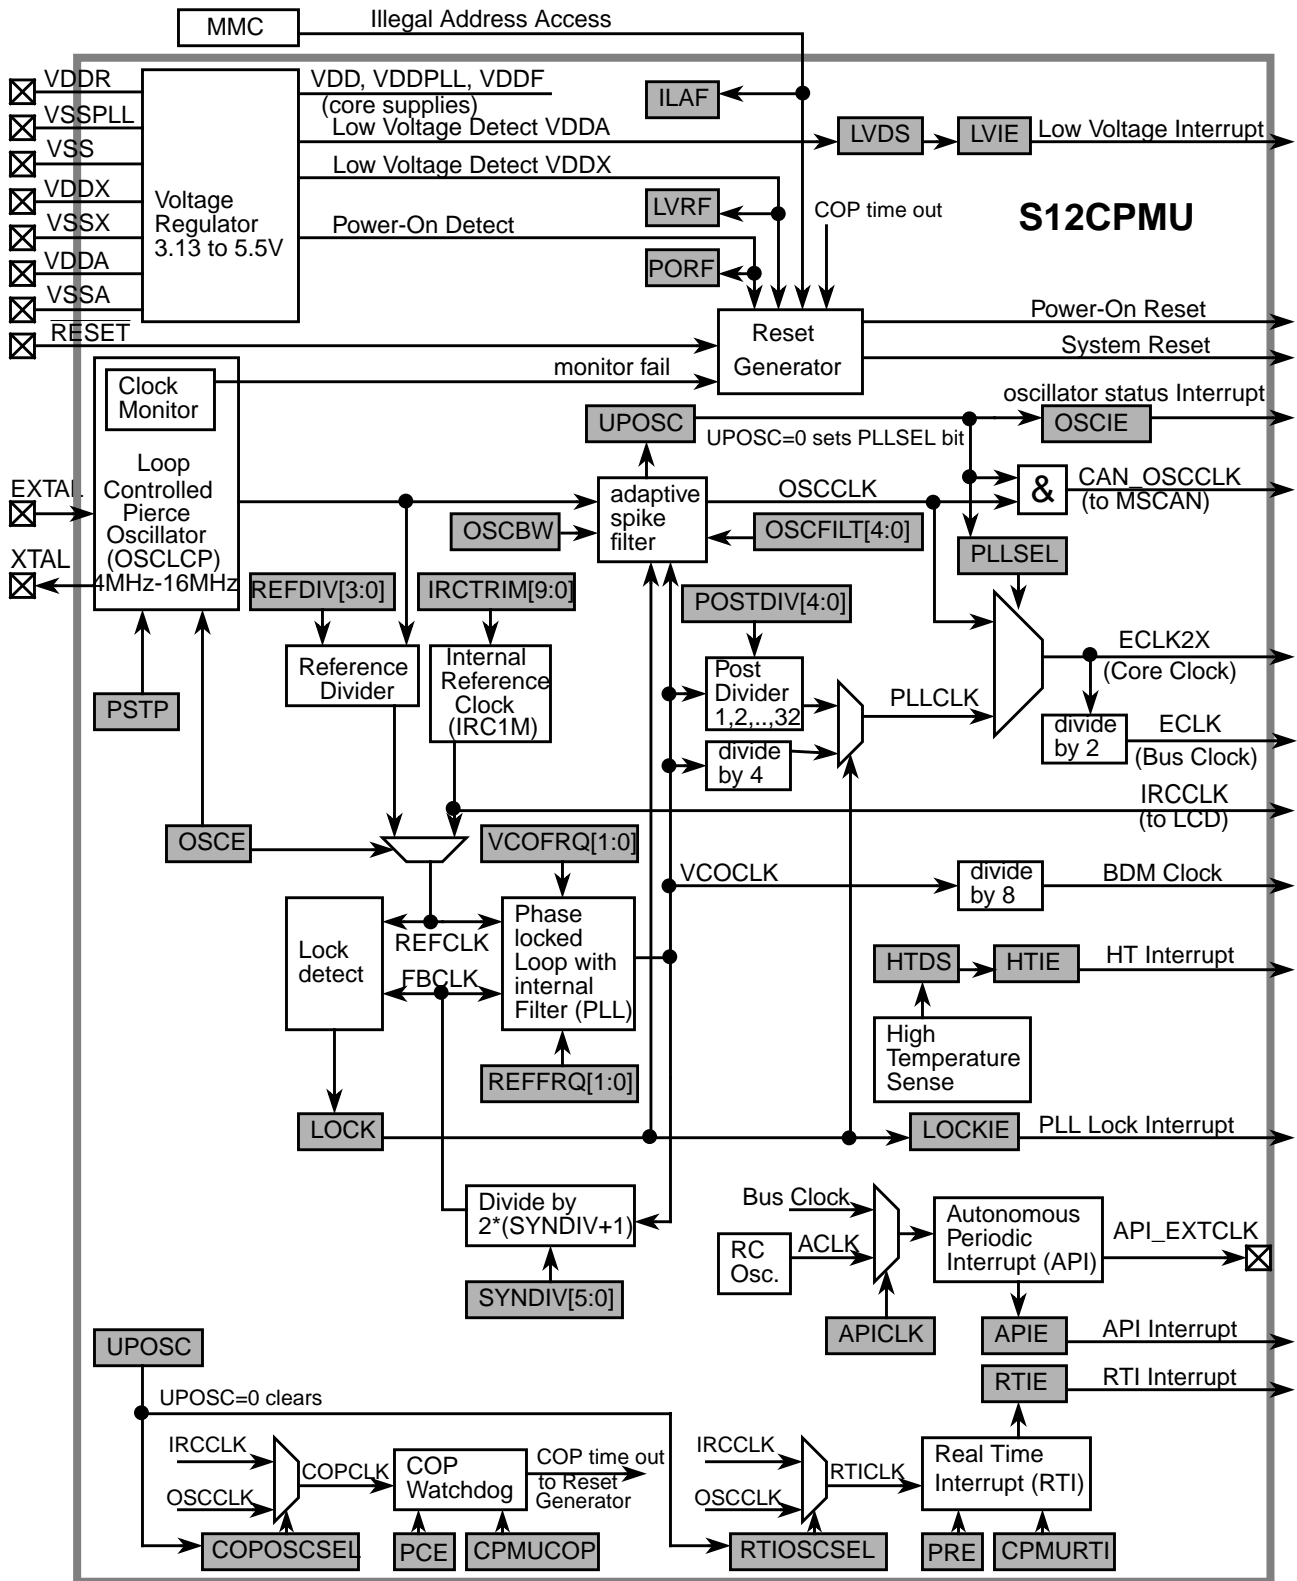 MMC
Illegal Address Access
VDDR
VSSPLL
VSS
VDDX
VSSX
VDDA
VSSA
RESET
Voltage
Regulator
3.13 to 5.5V
VDD, VDDPLL, VDDF
(core supplies)
Low Voltage Detect VDDA
Low Voltage Detect VDDX
Power-On Detect
ILAF
LVRF
PORF
COP time out
LVDS
LVIE
Low Voltage Interrupt
S12CPMU
Reset
Generator
Power-On Reset
System Reset
monitor fail
Clock
Monitor
Loop
Controlled
Pierce
Oscillator
(OSCLCP)
4MHz-16MHz
EXTAL
XTAL
UPOSC
UPOSC=0 sets PLLSEL bit
oscillator status Interrupt
OSCIE
adaptive
spike
filter
OSCBW
OSCCLK
OSCFILT[4:0]
&
CAN_OSCCLK
(to MSCAN)
PLLSEL
REFDIV[3:0]
IRCTRIM[9:0]
POSTDIV[4:0]
Reference
Divider
Internal
Reference
Clock
(IRC1M)
Post
Divider
1,2,..,32
PLLCLK
divide
by 4
ECLK2X
(Core Clock)
divide
by 2
ECLK
(Bus Clock)
IRCCLK
(to LCD)
PSTP
OSCE
VCOFRQ[1:0]
VCOCLK
divide
by 8
BDM Clock
Lock
detect
REFCLK
FBCLK
Phase
locked
Loop with
internal
Filter (PLL)
REFFRQ[1:0]
HTDS
HTIE
HT Interrupt
High
Temperature
Sense
LOCK
LOCKIE
PLL Lock Interrupt
Divide by
2*(SYNDIV+1)
SYNDIV[5:0]
Bus Clock
RC
Osc.
ACLK
APICLK
Autonomous
Periodic
Interrupt (API)
API_EXTCLK
APIE
API Interrupt
RTIE
RTI Interrupt
UPOSC
UPOSC=0 clears
IRCCLK
OSCCLK
COPCLK
COP
Watchdog
COP time out
to Reset
Generator
COPOSCSEL
PCE
CPMUCOP
IRCCLK
OSCCLK
RTICLK
Real Time
Interrupt (RTI)
RTIOSCSEL
PRE
CPMURTI